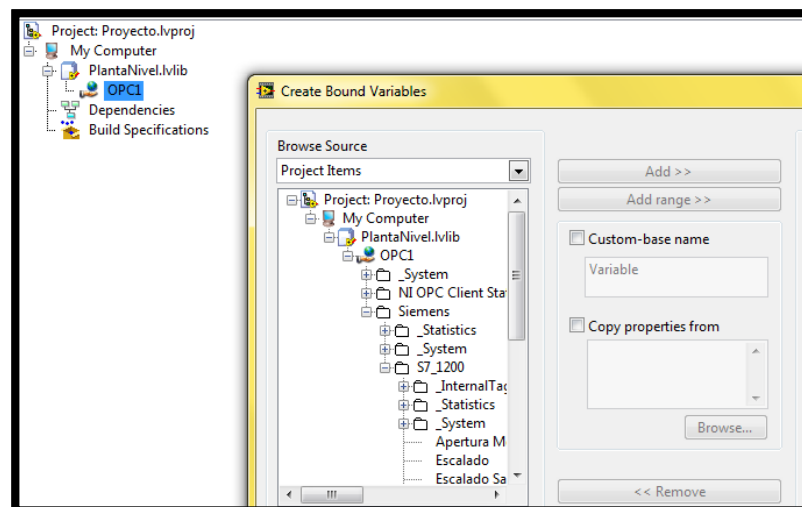 Project: Proyecto.lvproj
My Computer
PlantaNivel.lvlib
OPC1
Dependencies
Build Specifications
Create Bound Variables
Browse Source
Project Items
Project: Proyecto.lvproj
My Computer
PlantaNivel.lvlib
OPC1
_System
NI OPC Client Sta
Siemens
_Statistics
_System
S7_1200
_InternalTag
_Statistics
_System
Apertura M
Escalado
Escalado Sa
Add >>
Add range >>
Custom-base name
Variable
Copy properties from
Browse...
<< Remove